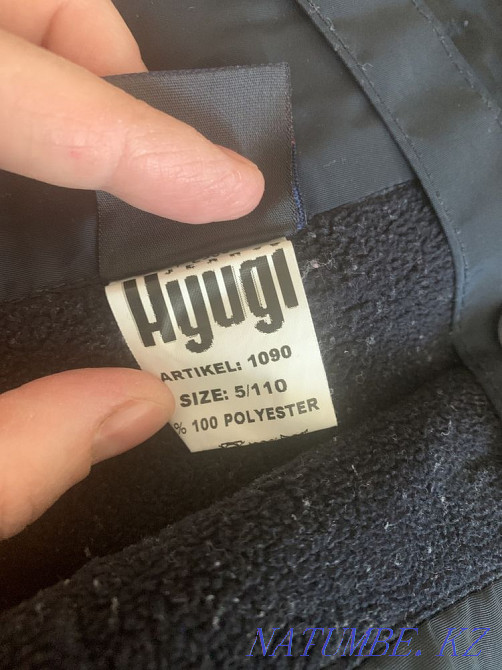 Hyugi
ARTIKEL: 1090
SIZE: 5/110
% 100 POLYESTER
NATUMBE. KZ